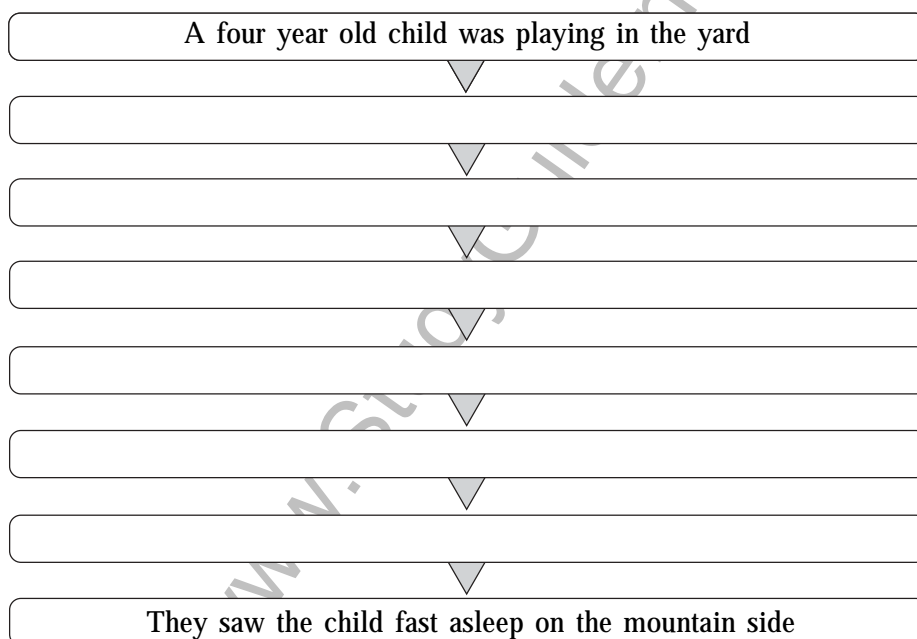 A four year old child was playing in the yard
They saw the child fast asleep on the mountain side